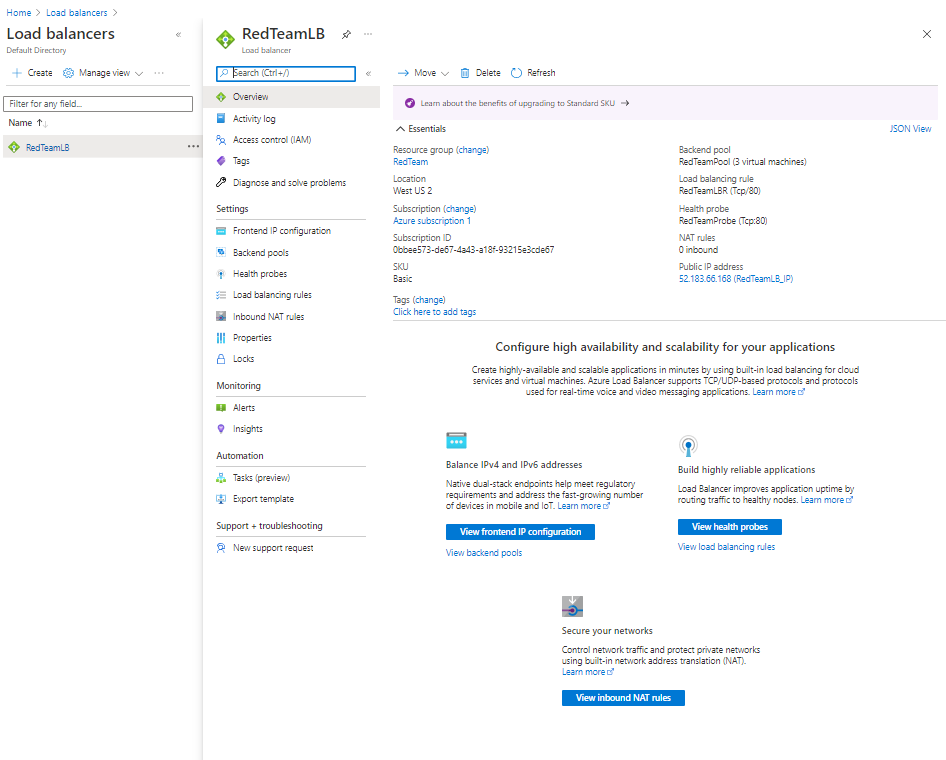 Home > Load balancers >
Load balancers
Default Directory
«
+ Create
Manage view
...
Filter for any field...
Name ↑↓
RedTeamLB
...
RedTeamLB
...
Load balancer
Search (Ctrl+/)
«
Overview
Activity log
Access control (IAM)
Tags
Diagnose and solve problems
Settings
Frontend IP configuration
Backend pools
Health probes
Load balancing rules
Inbound NAT rules
Properties
Locks
Monitoring
Alerts
Insights
Automation
Tasks (preview)
Export template
Support + troubleshooting
New support request
→ Move
Delete
Refresh
Learn about the benefits of upgrading to Standard SKU →
Essentials
JSON View
Resource group (change)
RedTeam
Location
West US 2
Subscription (change)
Azure subscription 1
Subscription ID
0bbee573-de67-4a43-a18f-93215e3cde67
SKU
Basic
Tags (change)
Click here to add tags
Backend pool
RedTeamPool (3 virtual machines)
Load balancing rule
RedTeamLBR (Tcp/80)
Health probe
RedTeamProbe (Tcp:80)
NAT rules
0 inbound
Public IP address
52.183.66.168 (RedTeamLB_IP)
Configure high availability and scalability for your applications
Create highly-available and scalable applications in minutes by using built-in load balancing for cloud
services and virtual machines. Azure Load Balancer supports TCP/UDP-based protocols and protocols
used for real-time voice and video messaging applications. Learn more
Balance IPv4 and IPv6 addresses
Native dual-stack endpoints help meet regulatory
requirements and address the fast-growing number
of devices in mobile and IoT. Learn more
View frontend IP configuration
View backend pools
Build highly reliable applications
Load Balancer improves application uptime by
routing traffic to healthy nodes. Learn more
View health probes
View load balancing rules
Secure your networks
Control network traffic and protect private networks
using built-in network address translation (NAT).
Learn more
View inbound NAT rules